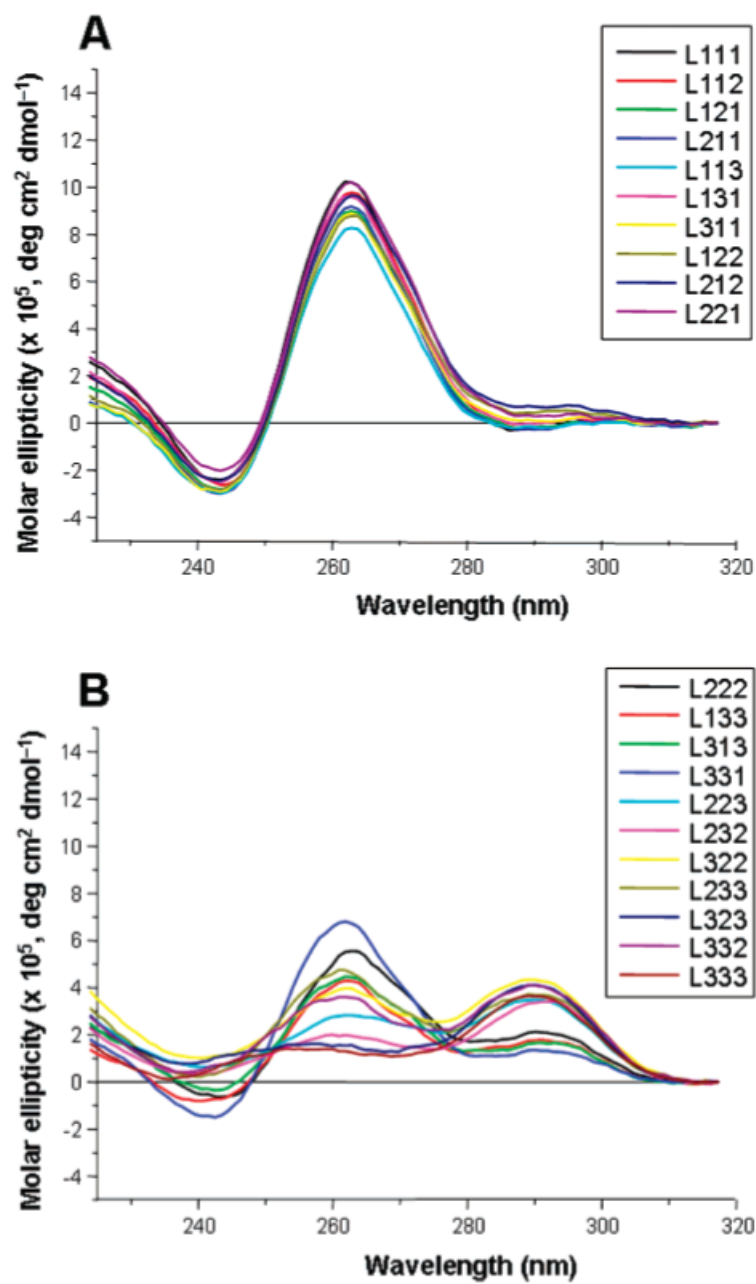 A
Molar ellipticity (x 10⁵, deg cm² dmol⁻¹)
14
12
10
8
6
4
2
0
-2
-4
240
260
280
300
320
Wavelength (nm)
L111
L112
L121
L211
L113
L131
L311
L122
L212
L221
B
Molar ellipticity (x 10⁵, deg cm² dmol⁻¹)
14
12
10
8
6
4
2
0
-2
-4
240
260
280
300
320
Wavelength (nm)
L222
L133
L313
L331
L223
L232
L322
L233
L323
L332
L333